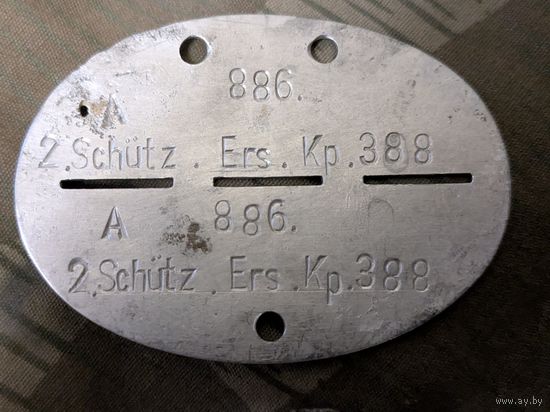 886.
A
2.Schütz. Ers. Kp.388
A 886.
2.Schütz. Ers.Kp.388
www.ay.by